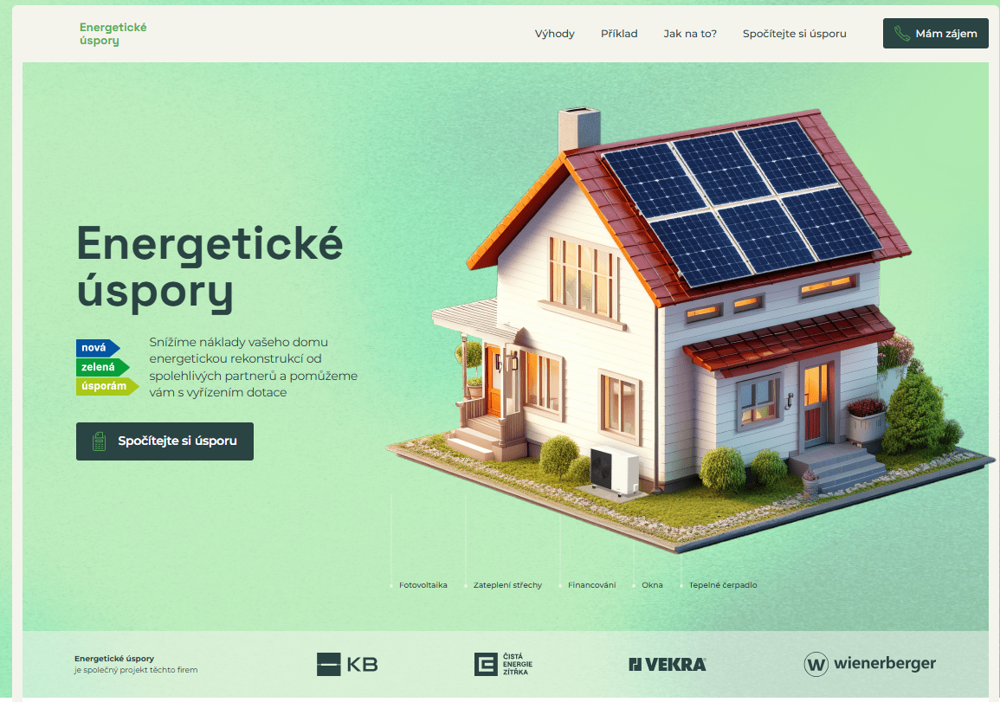 Energetické
úspory
Výhody
Příklad
Jak na to?
Spočítejte si úsporu
Mám zájem
Energetické
úspory
nová
zelená
úsporám
Snížíme náklady vašeho domu
energetickou rekonstrukcí od
spolehlivých partnerů a pomůžeme
vám s vyřízením dotace
Spočítejte si úsporu
Fotovoltaika
Zateplení střechy
Financování
Okna
Tepelné čerpadlo
Energetické úspory
je společný projekt těchto firem
KB
ČISTÁ
ENERGIE
ZÍTŘKA
VEKRA
wienerberger